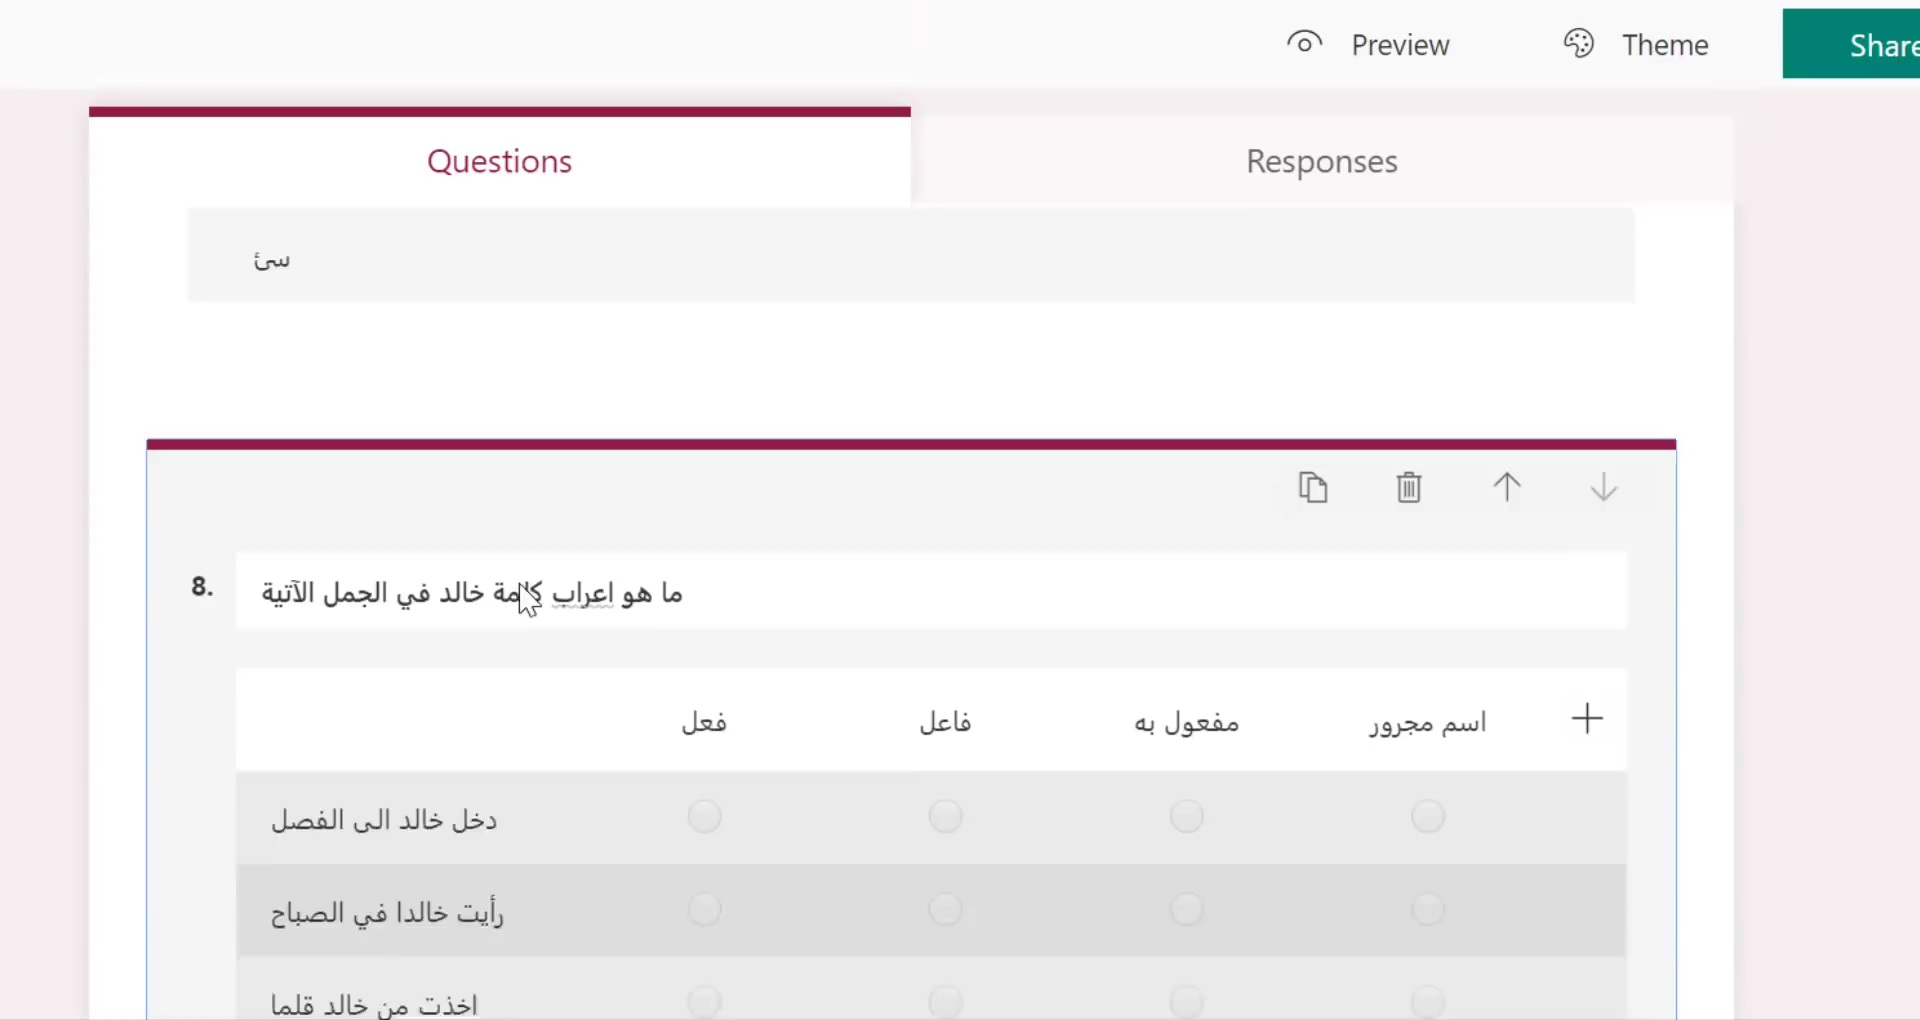 Preview
Theme
Share
Questions
Responses
سئ
8.
ما هو اعراب كلمة خالد في الجمل الآتية
فعل
فاعل
مفعول به
اسم مجرور
دخل خالد الى الفصل
رأيت خالدا في الصباح
اخذت من خالد قلما